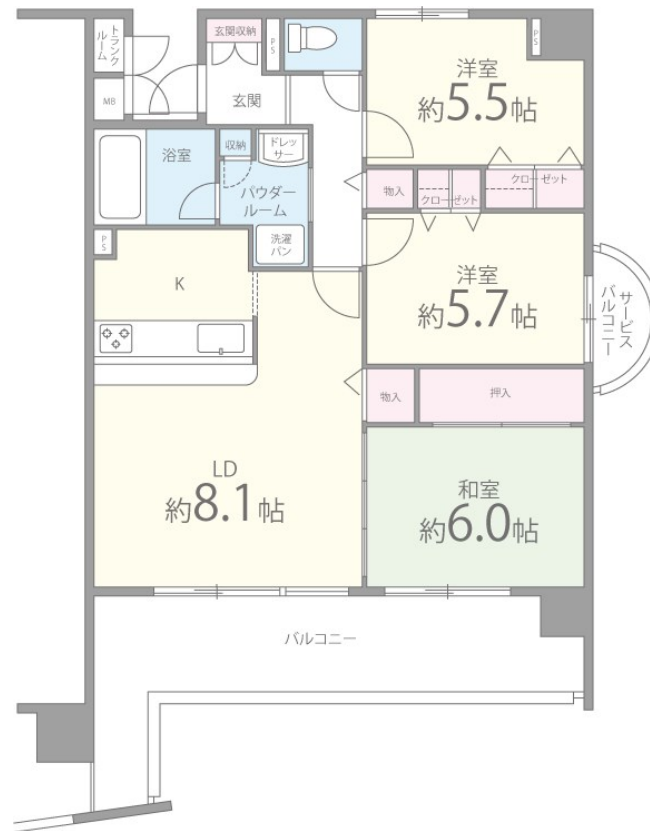 トランク
ルーム
玄関収納
PS
PS
洋室
約5.5帖
MB
玄関
浴室
収納
ドレッ
サー
パウダー
ルーム
物入
クローゼット
クローゼット
洗濯
パン
PS
K
洋室
約5.7帖
サービス
バルコニー
物入
押入
LD
約8.1帖
和室
約6.0帖
バルコニー